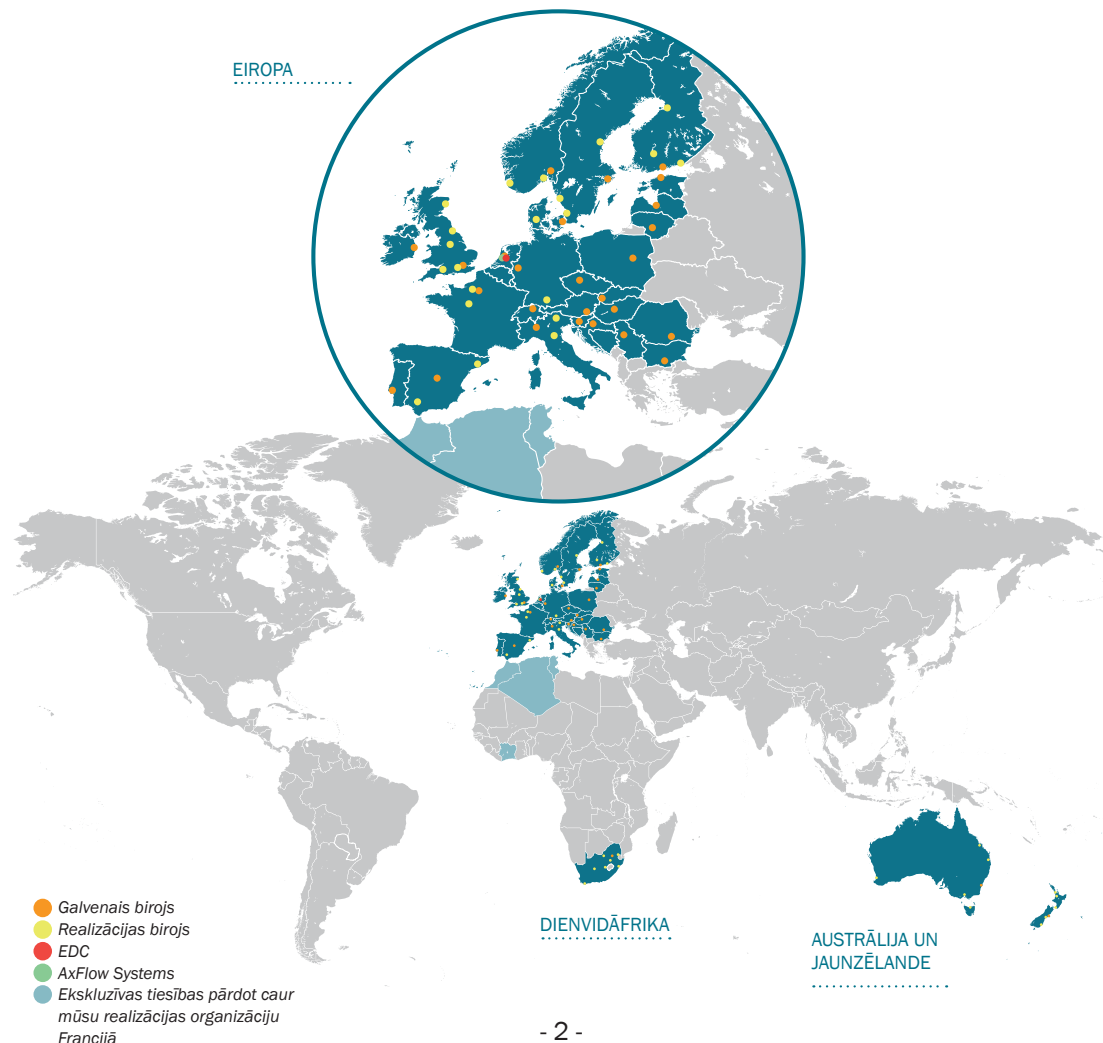 EIROPA
DIENVIDĀFRIKA
AUSTRĀLIJA UN
JAUNZĒLANDE
Galvenais birojs
Realizācijas birojs
EDC
AxFlow Systems
Ekskluzīvas tiesības pārdot caur
mūsu realizācijas organizāciju
Francijā
- 2 -